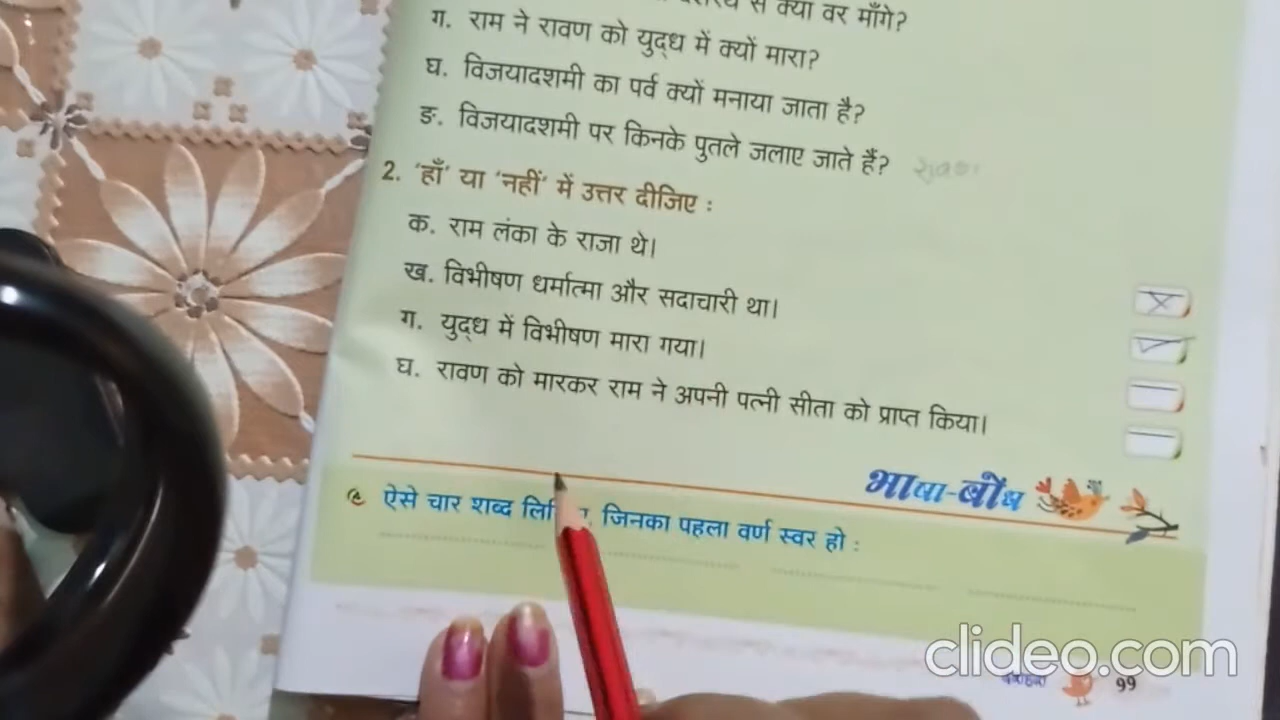 से क्या वर माँगे?
ग. राम ने रावण को युद्ध में क्यों मारा?
घ. विजयादशमी का पर्व क्यों मनाया जाता है?
ङ. विजयादशमी पर किनके पुतले जलाए जाते हैं?
2. 'हाँ' या 'नहीं' में उत्तर दीजिए :
क. राम लंका के राजा थे।
ख. विभीषण धर्मात्मा और सदाचारी था।
ग. युद्ध में विभीषण मारा गया।
घ. रावण को मारकर राम ने अपनी पत्नी सीता को प्राप्त किया।
भाषा-बोध
ऐसे चार शब्द जिनका पहला वर्ण स्वर हो :
clideo.com
99